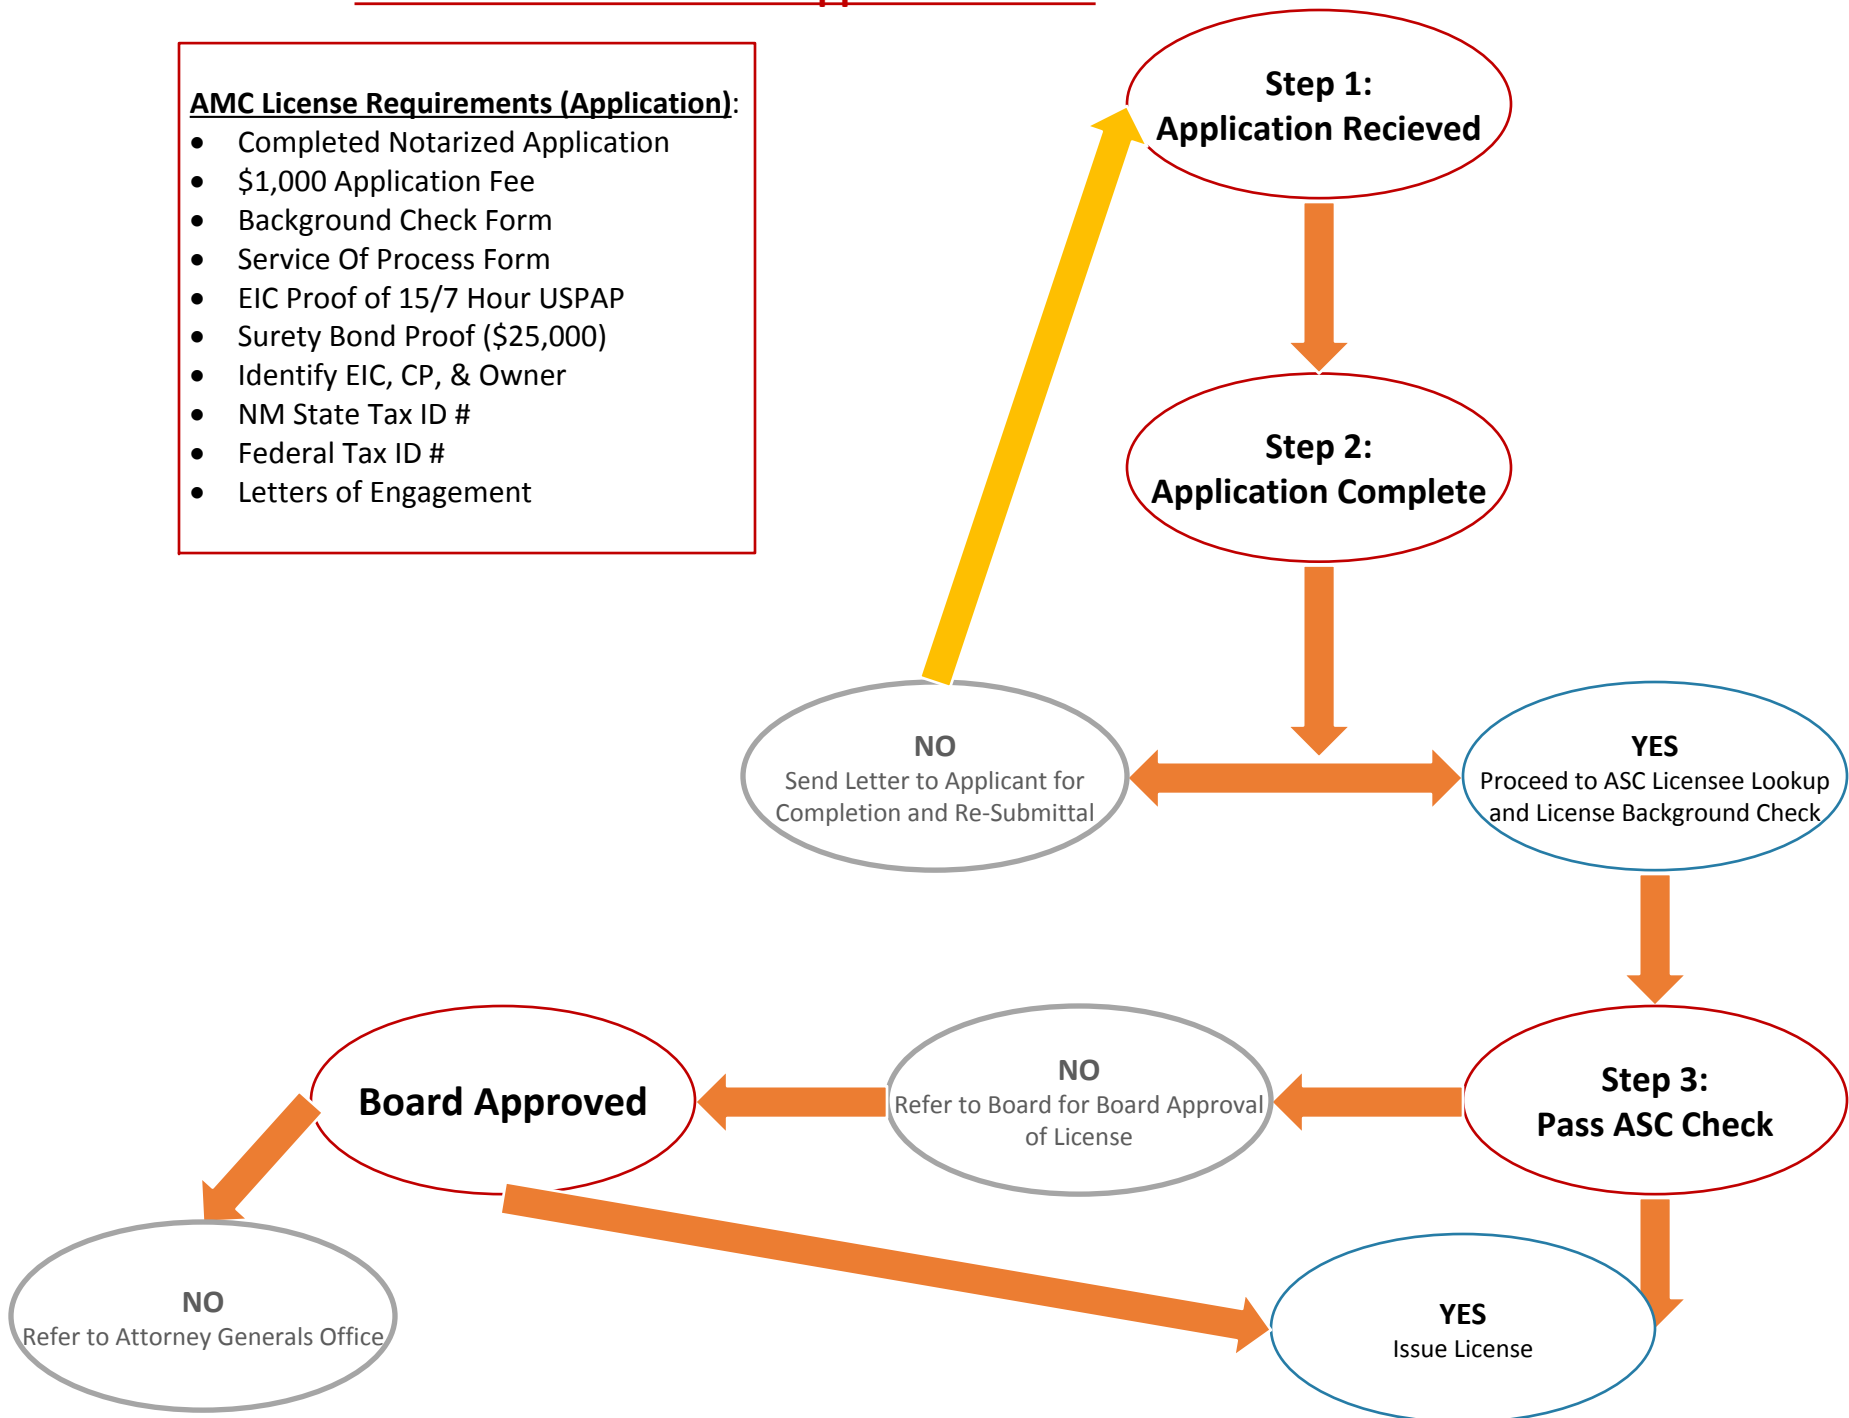 AMC License Requirements (Application):
• Completed Notarized Application
• $1,000 Application Fee
• Background Check Form
• Service Of Process Form
• EIC Proof of 15/7 Hour USPAP
• Surety Bond Proof ($25,000)
• Identify EIC, CP, & Owner
• NM State Tax ID #
• Federal Tax ID #
• Letters of Engagement
Step 1:
Application Recieved
Step 2:
Application Complete
NO
Send Letter to Applicant for
Completion and Re-Submittal
YES
Proceed to ASC Licensee Lookup
and License Background Check
Step 3:
Pass ASC Check
NO
Refer to Board for Board Approval
of License
Board Approved
NO
Refer to Attorney Generals Office
YES
Issue License